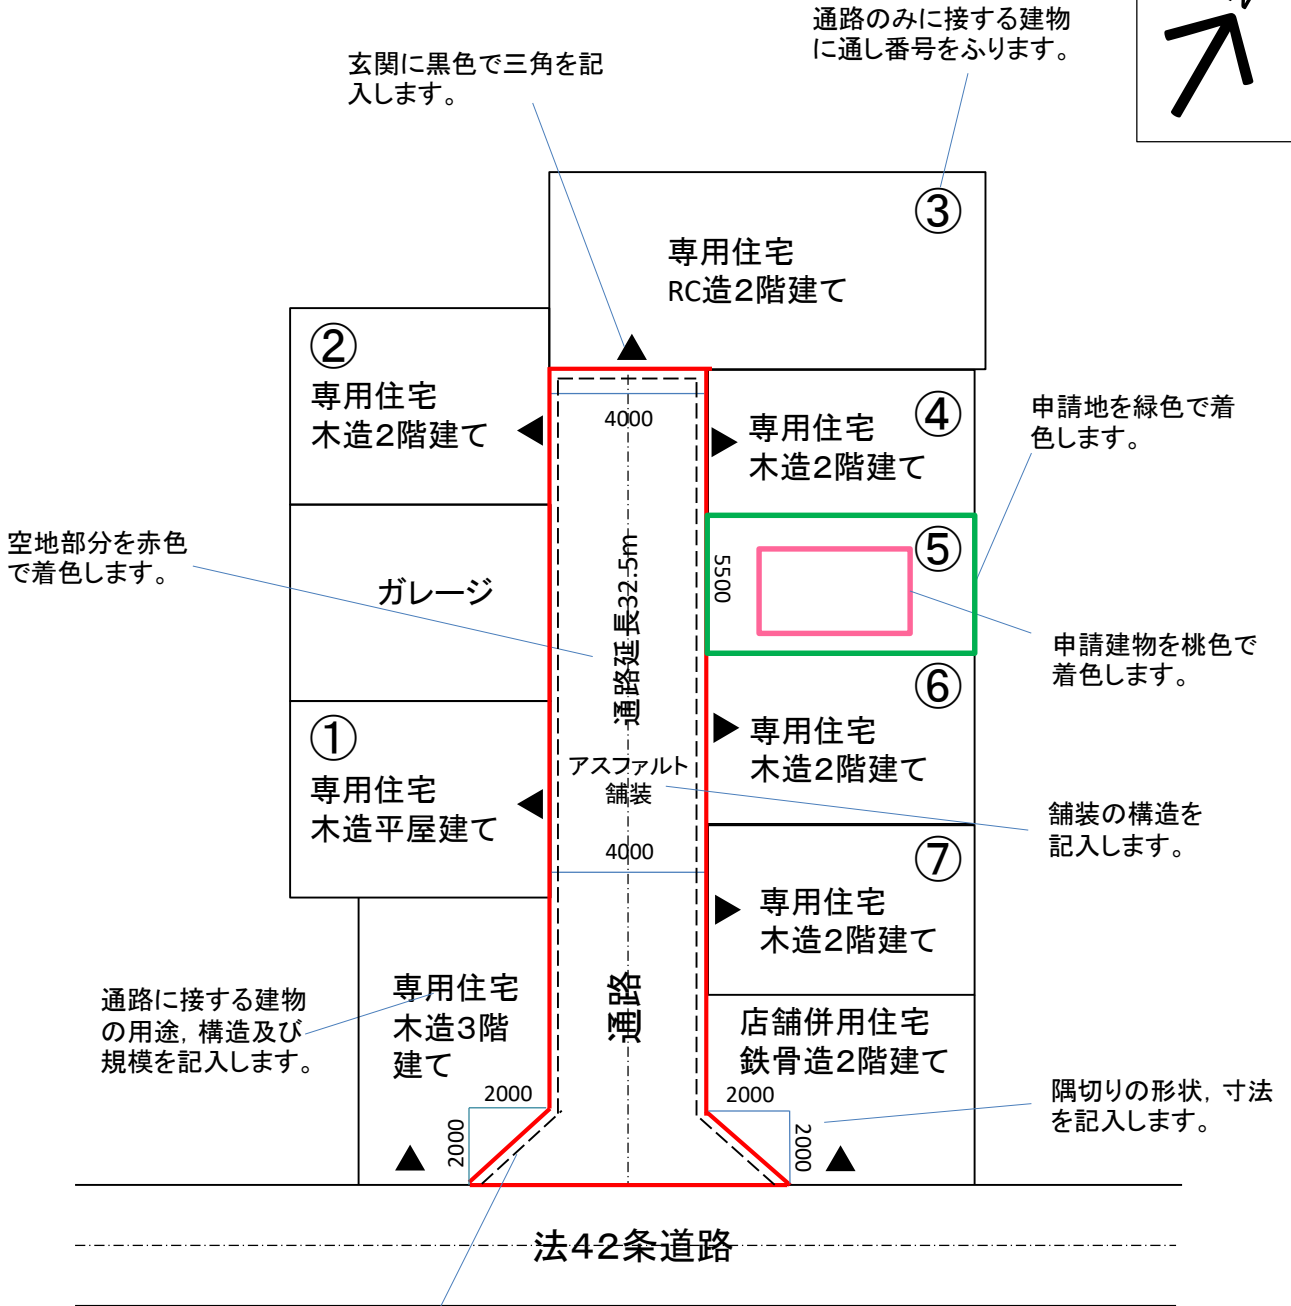 通路のみに接する建物
に通し番号をふります。
玄関に黒色で三角を記
入します。
③
専用住宅
RC造2階建て
②
専用住宅
木造2階建て
4000
④
専用住宅
木造2階建て
申請地を緑色で着
色します。
空地部分を赤色
で着色します。
ガレージ
通路延長32.5m
5500
⑤
申請建物を桃色で
着色します。
⑥
専用住宅
木造2階建て
①
専用住宅
木造平屋建て
アスファルト
舗装
4000
舗装の構造を
記入します。
⑦
専用住宅
木造2階建て
通路に接する建物
の用途, 構造及び
規模を記入します。
専用住宅
木造3階
建て
通路
店舗併用住宅
鉄骨造2階建て
2000
2000
2000
2000
隅切りの形状, 寸法
を記入します。
法42条道路